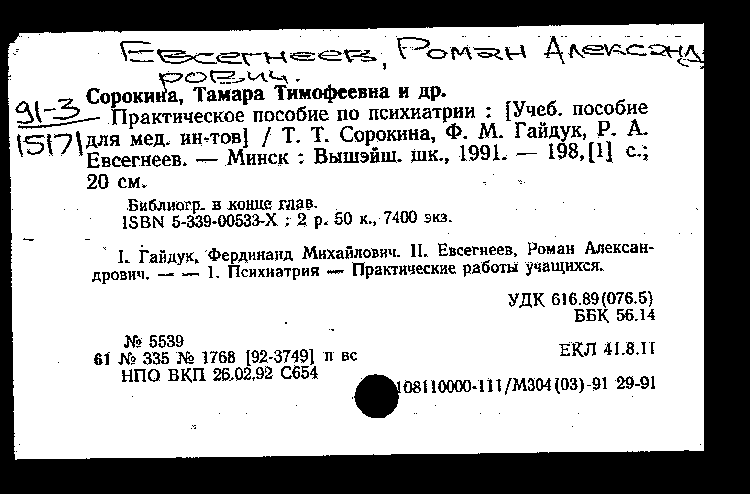 Евсегнеев, Роман Александ
рович.
91-3
15171
Сорокина, Тамара Тимофеевна и др.
Практическое пособие по психиатрии : [Учеб. пособие
для мед. ин-тов] / Т. Т. Сорокина, Ф. М. Гайдук, Р. А.
Евсегнеев. — Минск : Вышэйш. шк., 1991. — 198,[1] с.;
20 см.
Библиогр. в конце глав.
ISBN 5-339-00533-X : 2 р. 50 к., 7400 экз.
I. Гайдук, Фердинанд Михайлович. II. Евсегнеев, Роман Алексан-
дрович. — — 1. Психиатрия — Практические работы учащихся.
УДК 616.89(076.5)
ББК 56.14
№ 5539
61 № 335 № 1768 [92-3749] п вс
НПО ВКП 26.02.92 С654
ЕКЛ 41.8.11
108110000-111/М304(03)-91 29-91